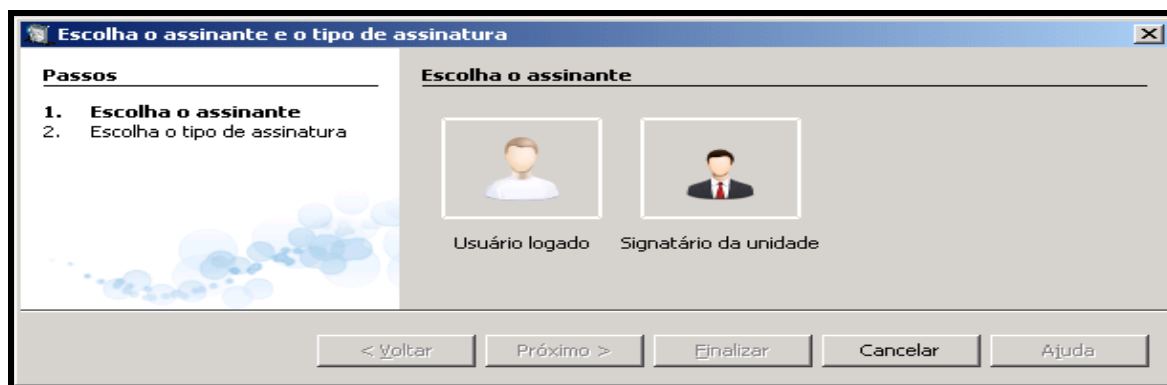 Escolha o assinante e o tipo de assinatura
Passos
1. Escolha o assinante
2. Escolha o tipo de assinatura
Escolha o assinante
Usuário logado
Signatário da unidade
< Voltar
Próximo >
Finalizar
Cancelar
Ajuda